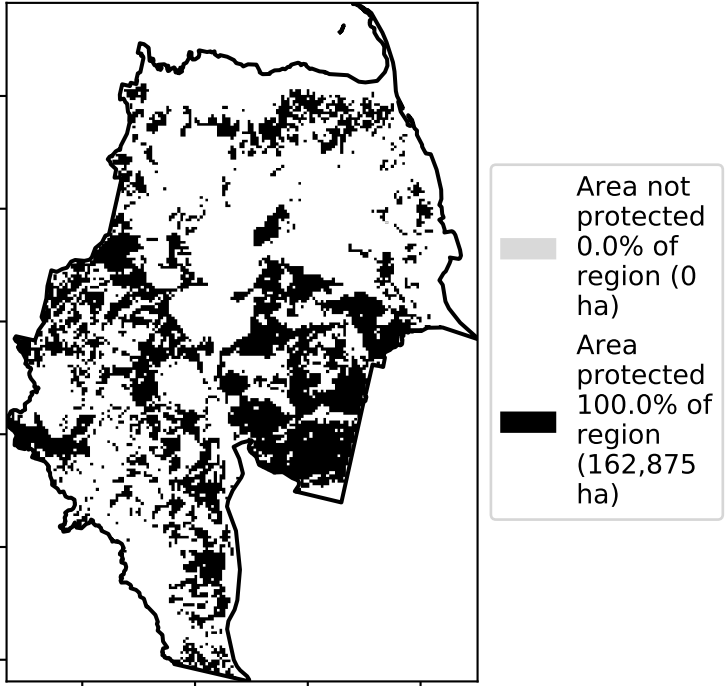 Area not
protected
0.0% of
region (0
ha)
Area
protected
100.0% of
region
(162,875
ha)